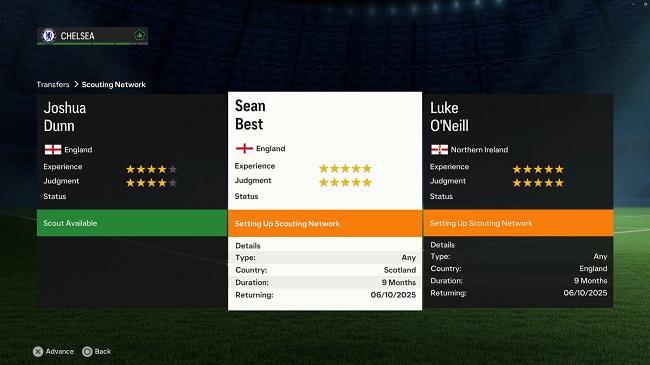 CHELSEA
Transfers > Scouting Network
Joshua
Dunn
England
Experience
Judgment
Status
Scout Available
Sean
Best
England
Experience
Judgment
Status
Setting Up Scouting Network
Details
Type: Any
Country: Scotland
Duration: 9 Months
Returning: 06/10/2025
Luke
O'Neill
Northern Ireland
Experience
Judgment
Status
Setting Up Scouting Network
Details
Type: Any
Country: England
Duration: 9 Months
Returning: 06/10/2025
Advance Back